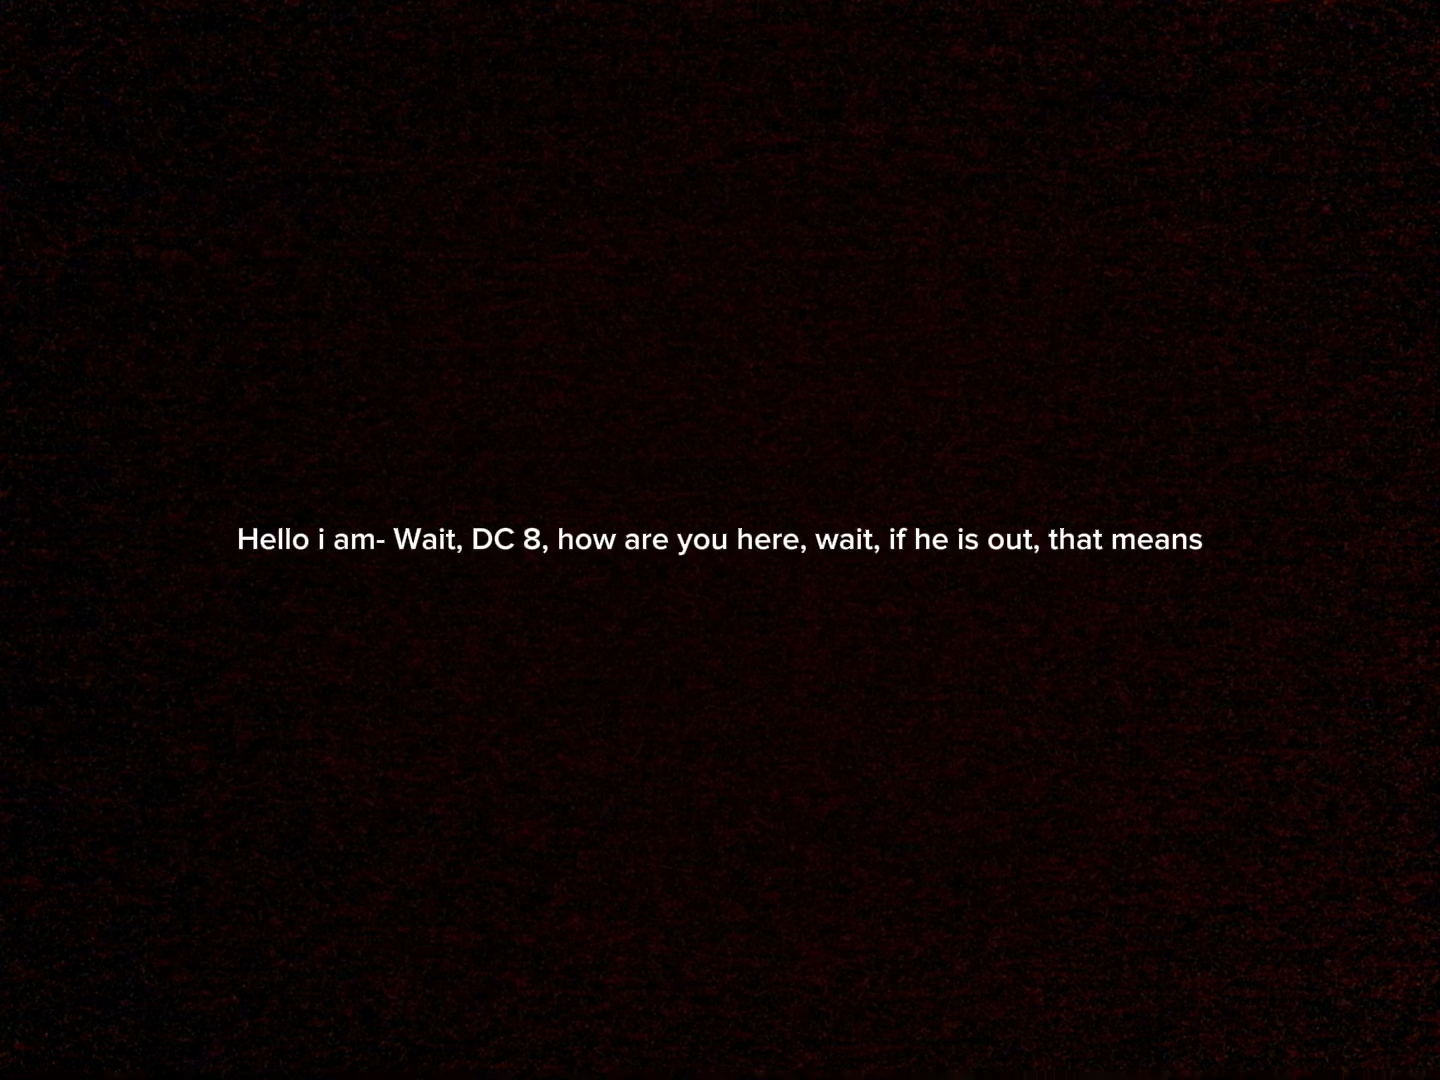 Hello i am- Wait, DC 8, how are you here, wait, if he is out, that means